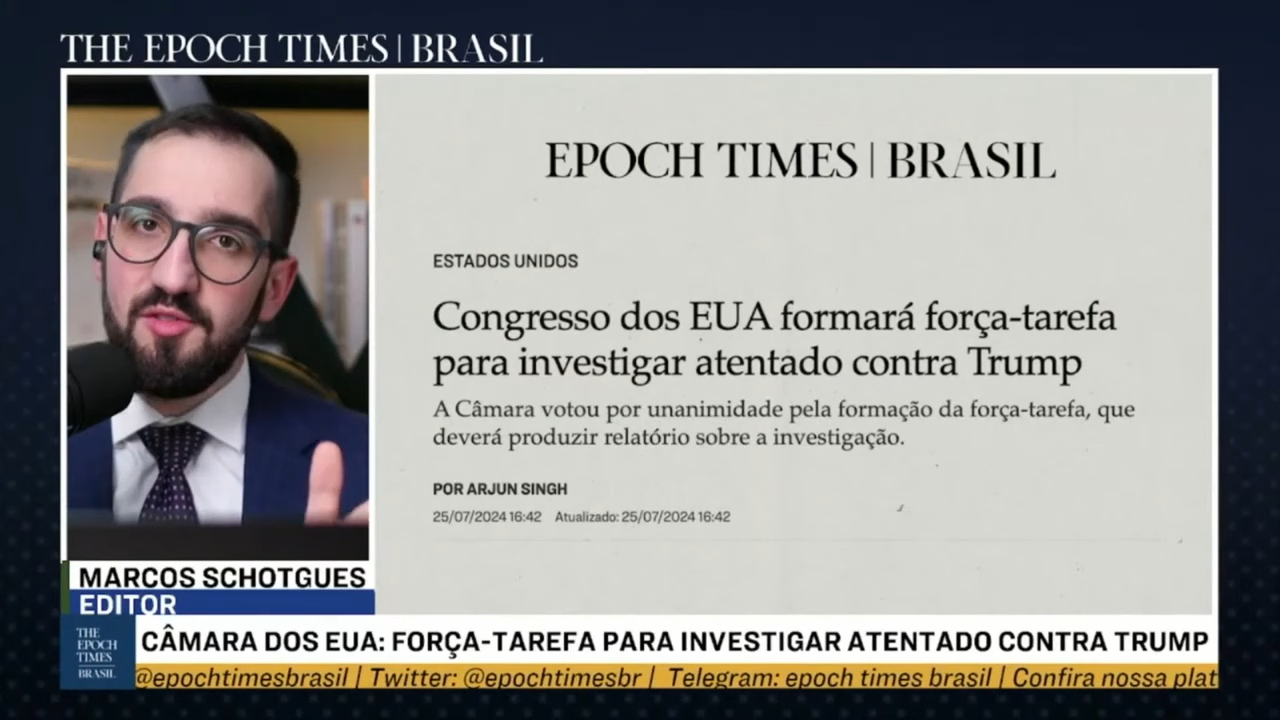 THE EPOCH TIMES | BRASIL
EPOCH TIMES | BRASIL
ESTADOS UNIDOS
Congresso dos EUA formará força-tarefa
para investigar atentado contra Trump
A Câmara votou por unanimidade pela formação da força-tarefa, que
deverá produzir relatório sobre a investigação.
POR ARJUN SINGH
25/07/2024 16:42 Atualizado: 25/07/2024 16:42
MARCOS SCHOTGUES
EDITOR
THE
EPOCH
TIMES
BRASIL
CÂMARA DOS EUA: FORÇA-TAREFA PARA INVESTIGAR ATENTADO CONTRA TRUMP
@epochtimesbrasil | Twitter: @epochtimesbr | Telegram: epoch times brasil | Confira nossa plat